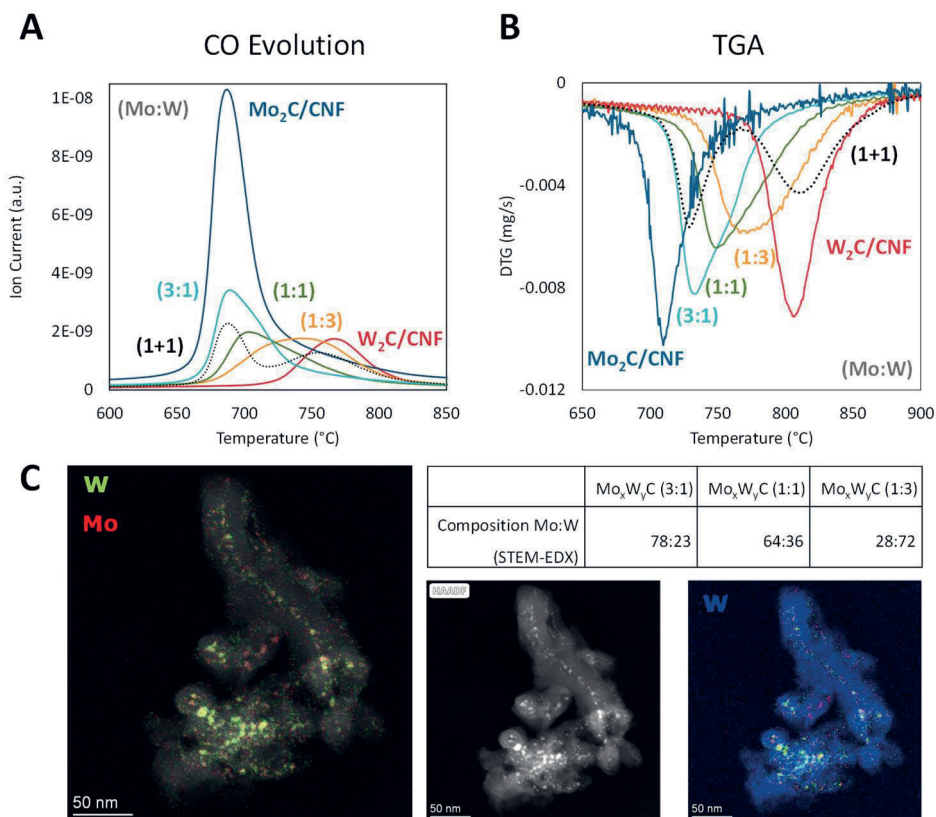 A
CO Evolution
1E-08
8E-09
6E-09
4E-09
2E-09
0
Ion Current (a.u.)
(Mo:W)
Mo₂C/CNF
(3:1)
(1:1)
(1:3)
(1+1)
W₂C/CNF
600 650 700 750 800 850
Temperature (°C)
B
TGA
0
-0.004
-0.008
-0.012
DTG (mg/s)
(1+1)
W₂C/CNF
(1:3)
(1:1)
(3:1)
Mo₂C/CNF
(Mo:W)
650 700 750 800 850 900
Temperature (°C)
C
W
Mo
50 nm
MoₓWᵧC (3:1) MoₓWᵧC (1:1) MoₓWᵧC (1:3)
Composition Mo:W
(STEM-EDX)
78:23 64:36 28:72
HAADF
50 nm
W
50 nm